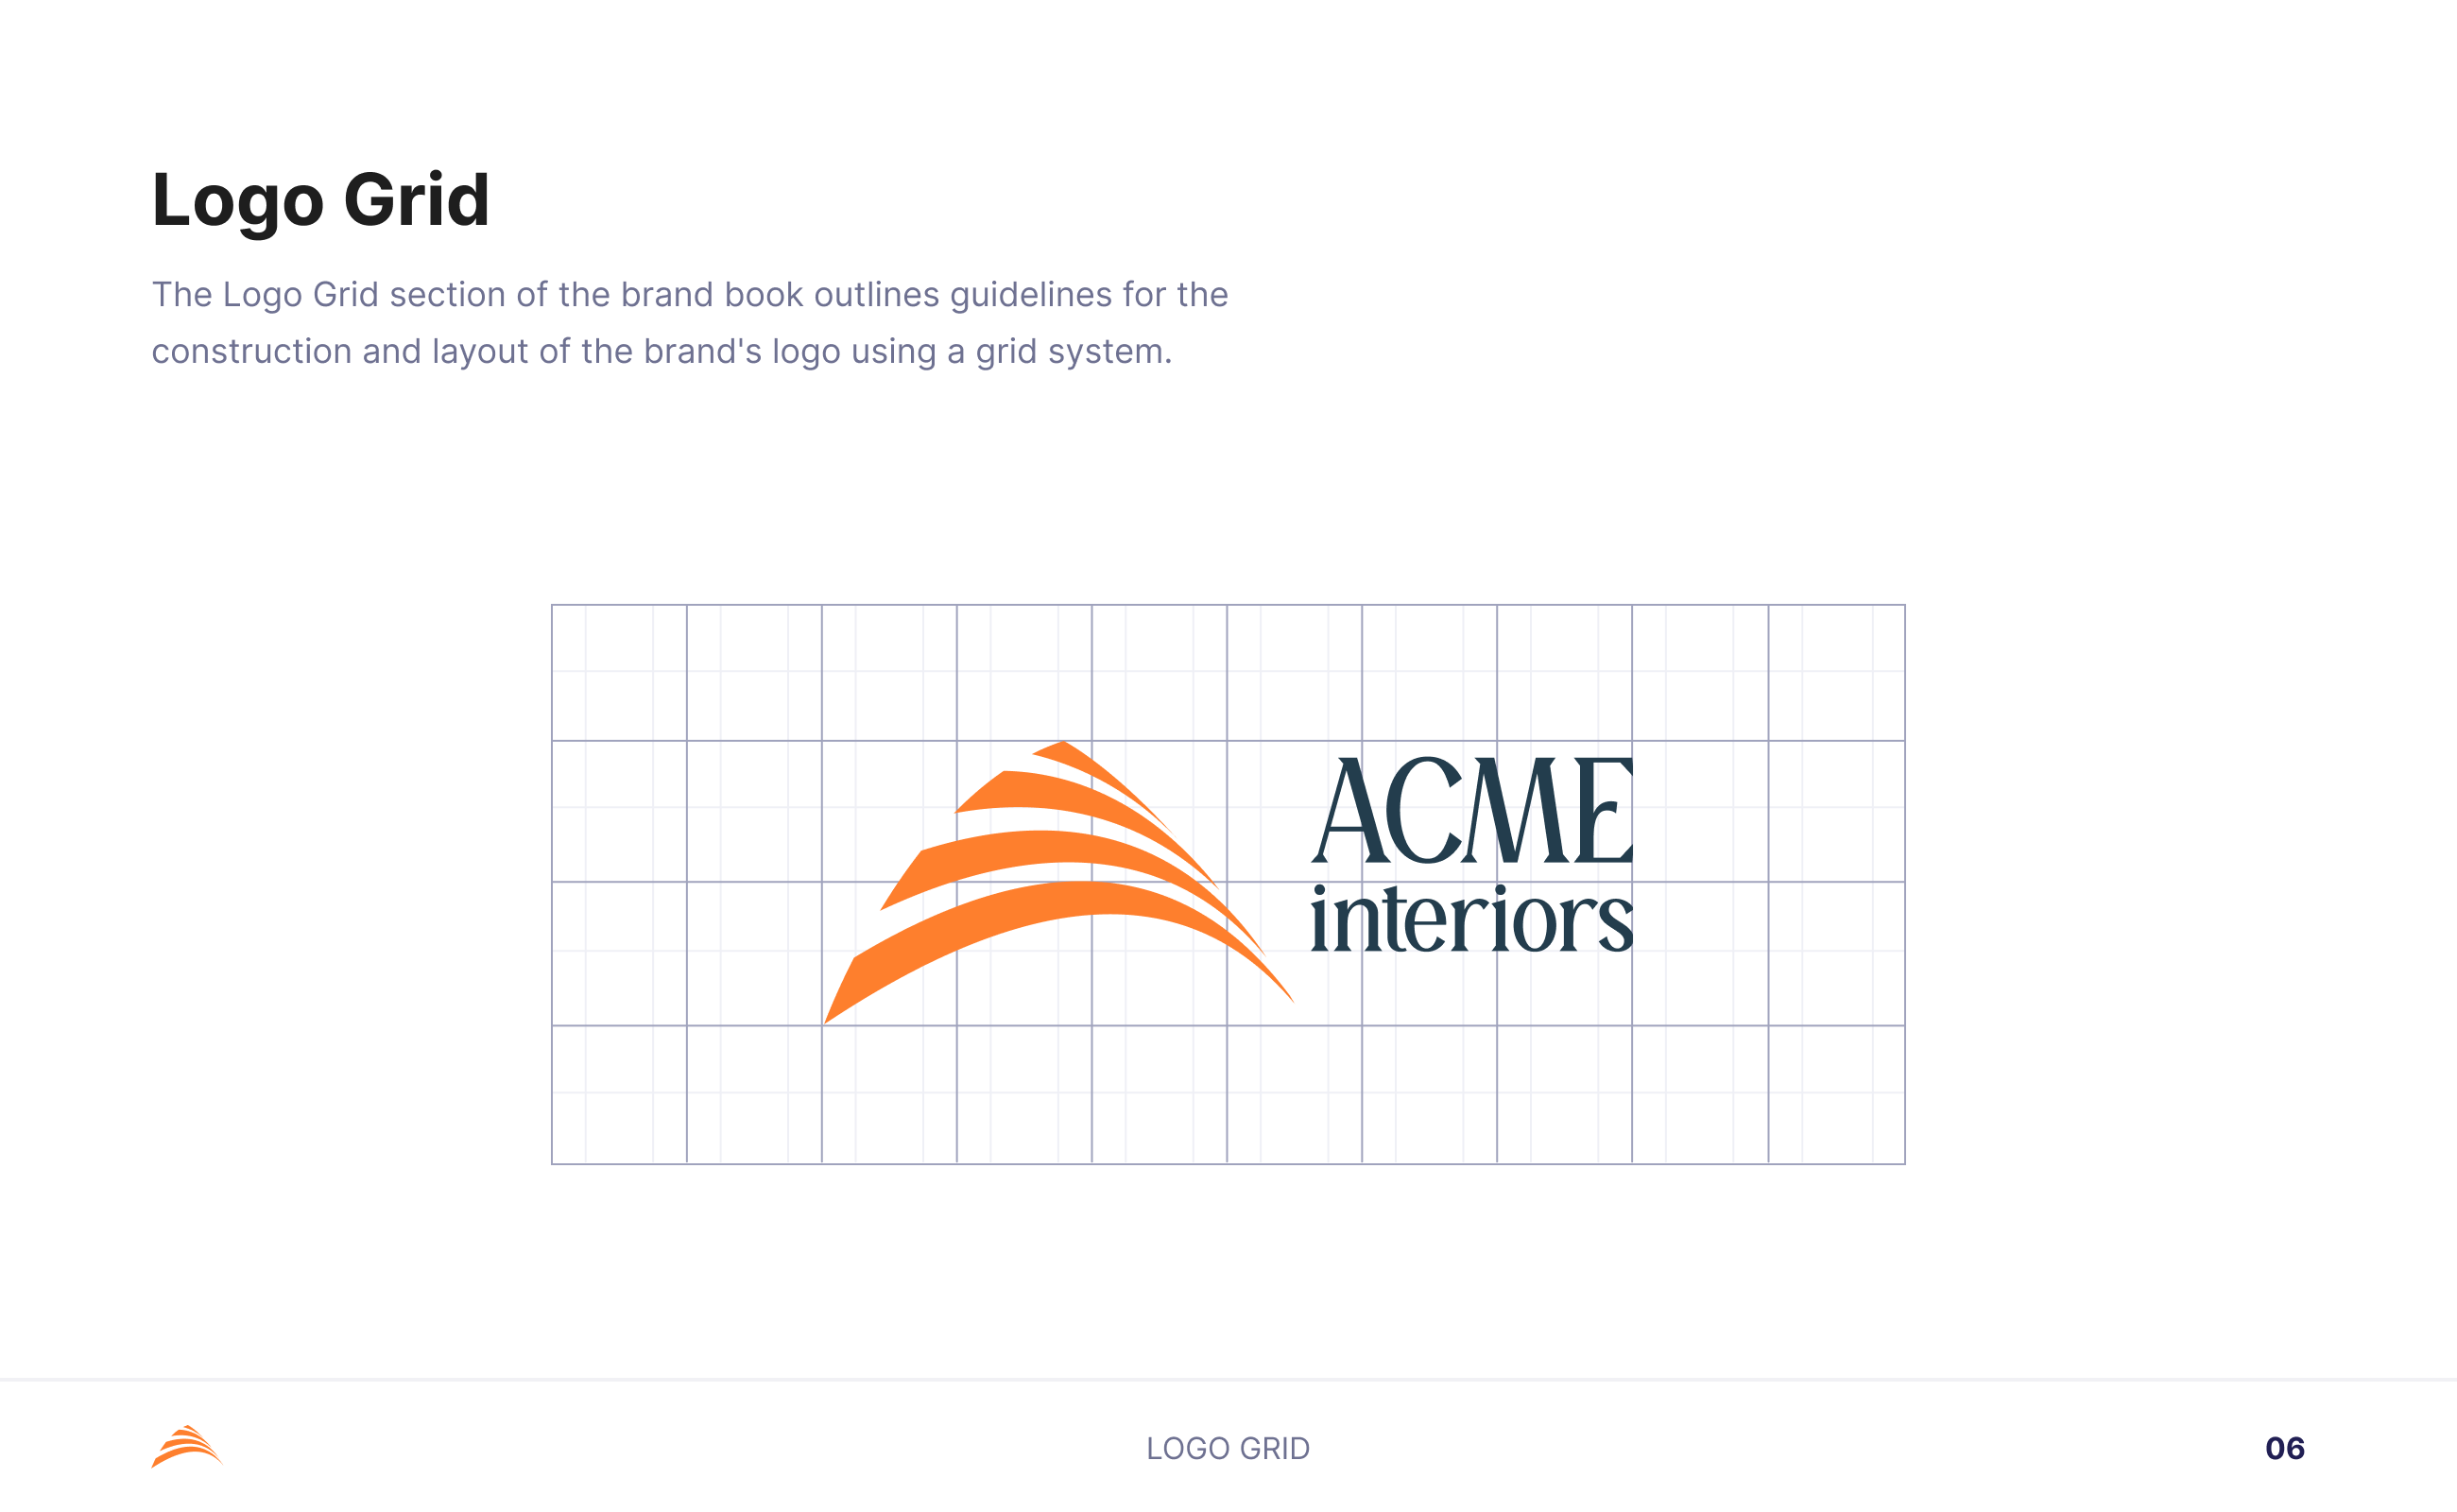 Logo Grid
The Logo Grid section of the brand book outlines guidelines for the
construction and layout of the brand's logo using a grid system.
ACME
interiors
LOGO GRID
06